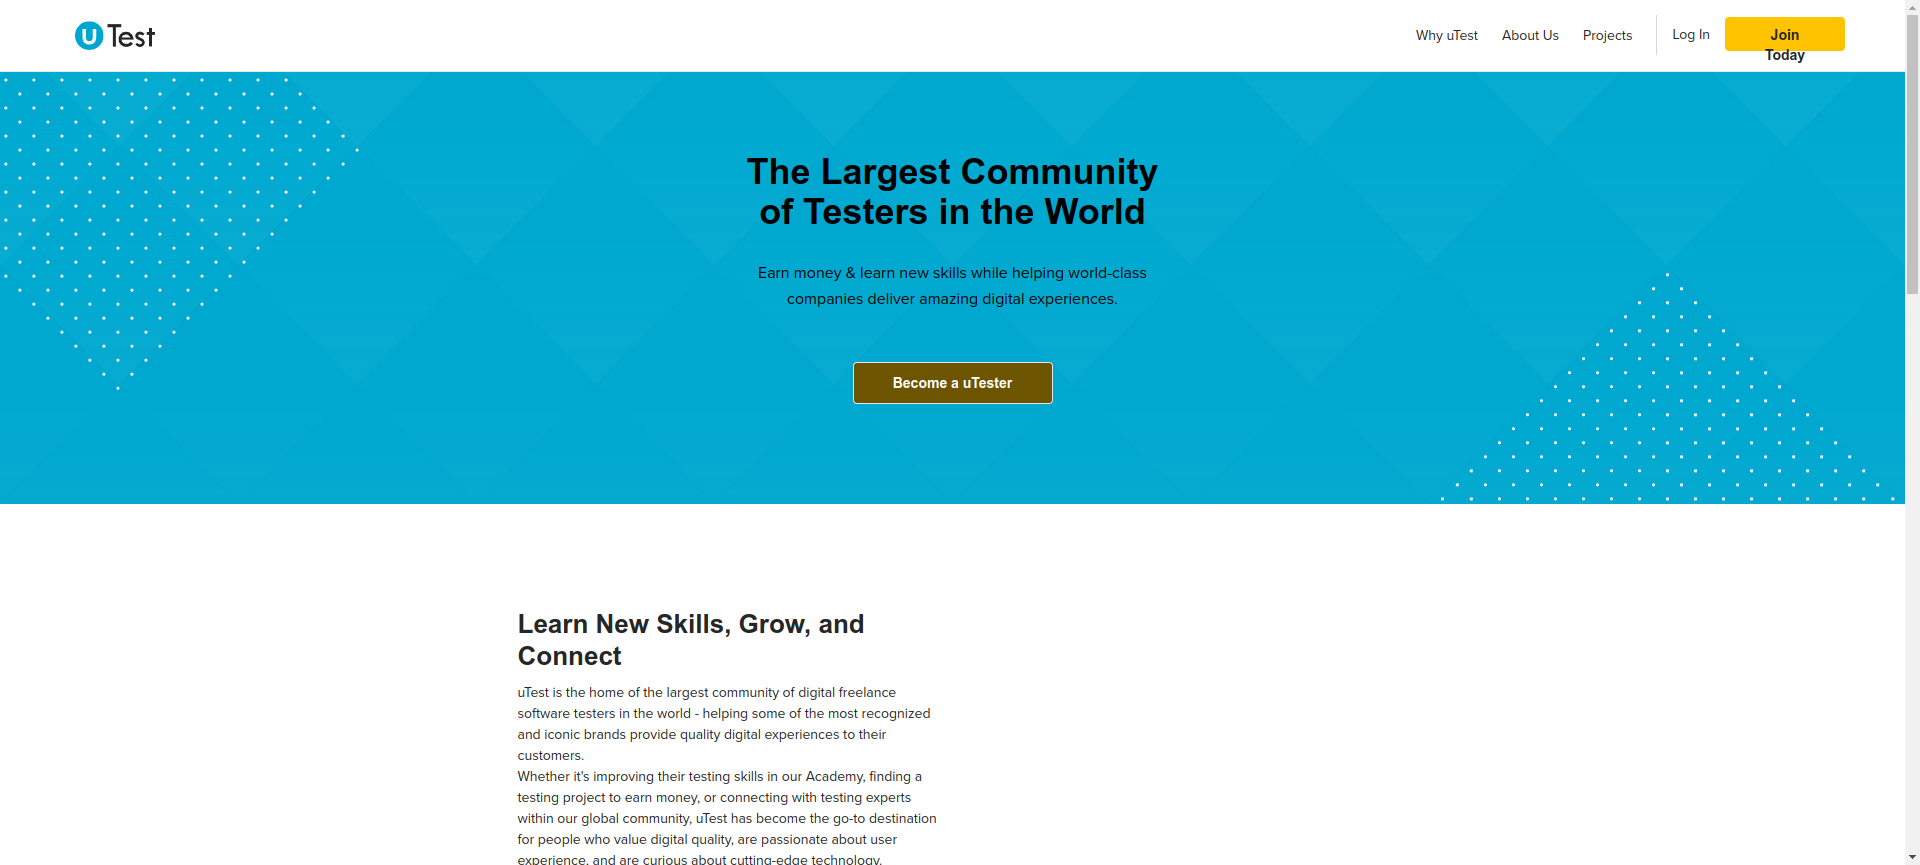 uTest
Why uTest
About Us
Projects
Log In
Join
Today
The Largest Community
of Testers in the World
Earn money & learn new skills while helping world-class
companies deliver amazing digital experiences.
Become a uTester
Learn New Skills, Grow, and
Connect
uTest is the home of the largest community of digital freelance
software testers in the world - helping some of the most recognized
and iconic brands provide quality digital experiences to their
customers.
Whether it's improving their testing skills in our Academy, finding a
testing project to earn money, or connecting with testing experts
within our global community, uTest has become the go-to destination
for people who value digital quality, are passionate about user
experience, and are curious about cutting-edge technology.